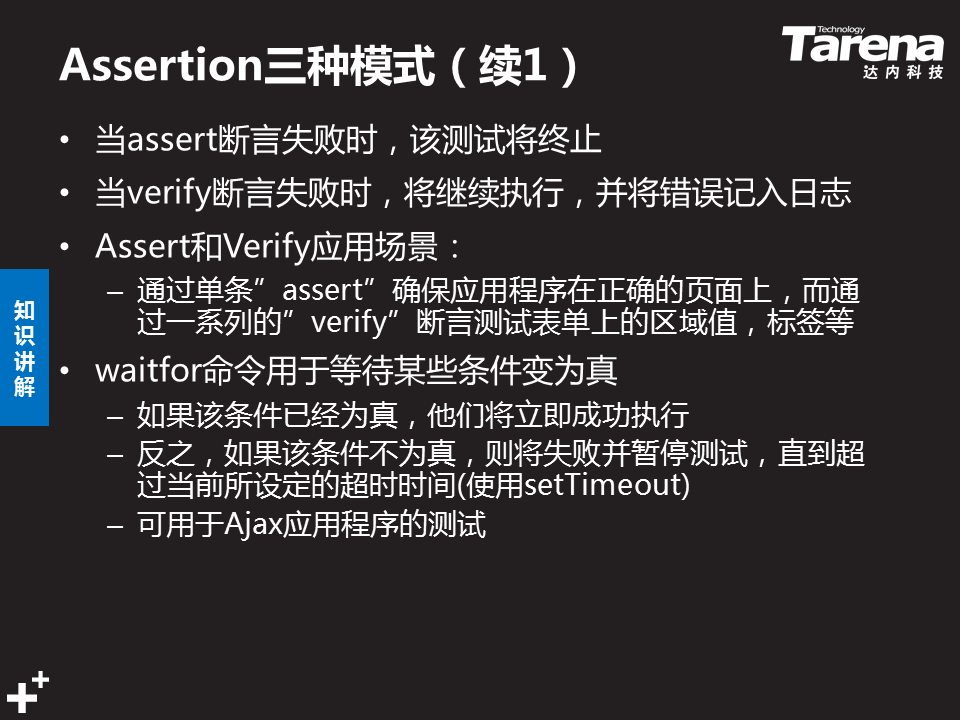 Assertion三种模式（续1）
Technology
Tarena
达内科技
• 当assert断言失败时，该测试将终止
• 当verify断言失败时，将继续执行，并将错误记入日志
• Assert和Verify应用场景：
– 通过单条”assert”确保应用程序在正确的页面上，而通
过一系列的”verify”断言测试表单上的区域值，标签等
知
识
讲
解
• waitfor命令用于等待某些条件变为真
– 如果该条件已经为真，他们将立即成功执行
– 反之，如果该条件不为真，则将失败并暂停测试，直到超
过当前所设定的超时时间(使用setTimeout)
– 可用于Ajax应用程序的测试